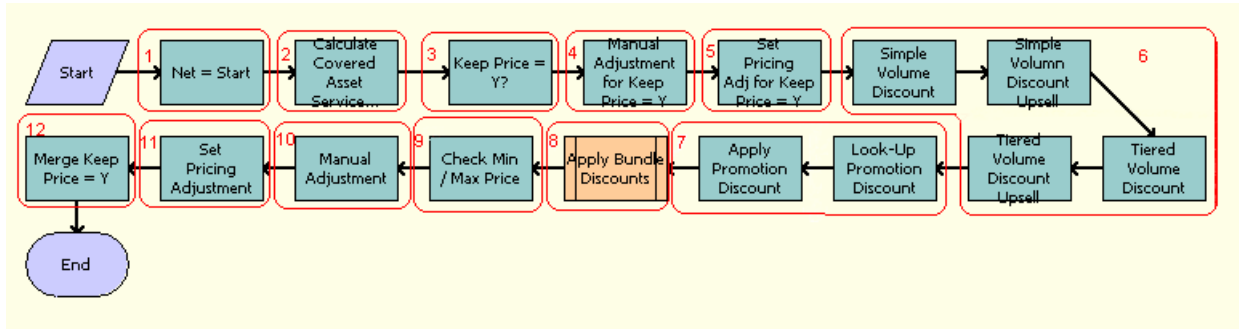 Start
1
Net = Start
2
Calculate
Covered
Asset
Service...
3
Keep Price =
Y?
4
Manual
Adjustment
for Keep
Price = Y
5
Set
Pricing
Adj for Keep
Price = Y
6
Simple
Volume
Discount
Simple
Volumn
Discount
Upsell
12
Merge Keep
Price = Y
11
Set
Pricing
Adjustment
10
Manual
Adjustment
9
Check Min
/ Max Price
8
Apply Bundle
Discounts
7
Apply
Promotion
Discount
Look-Up
Promotion
Discount
Tiered
Volume
Discount
Upsell
Tiered
Volume
Discount
End